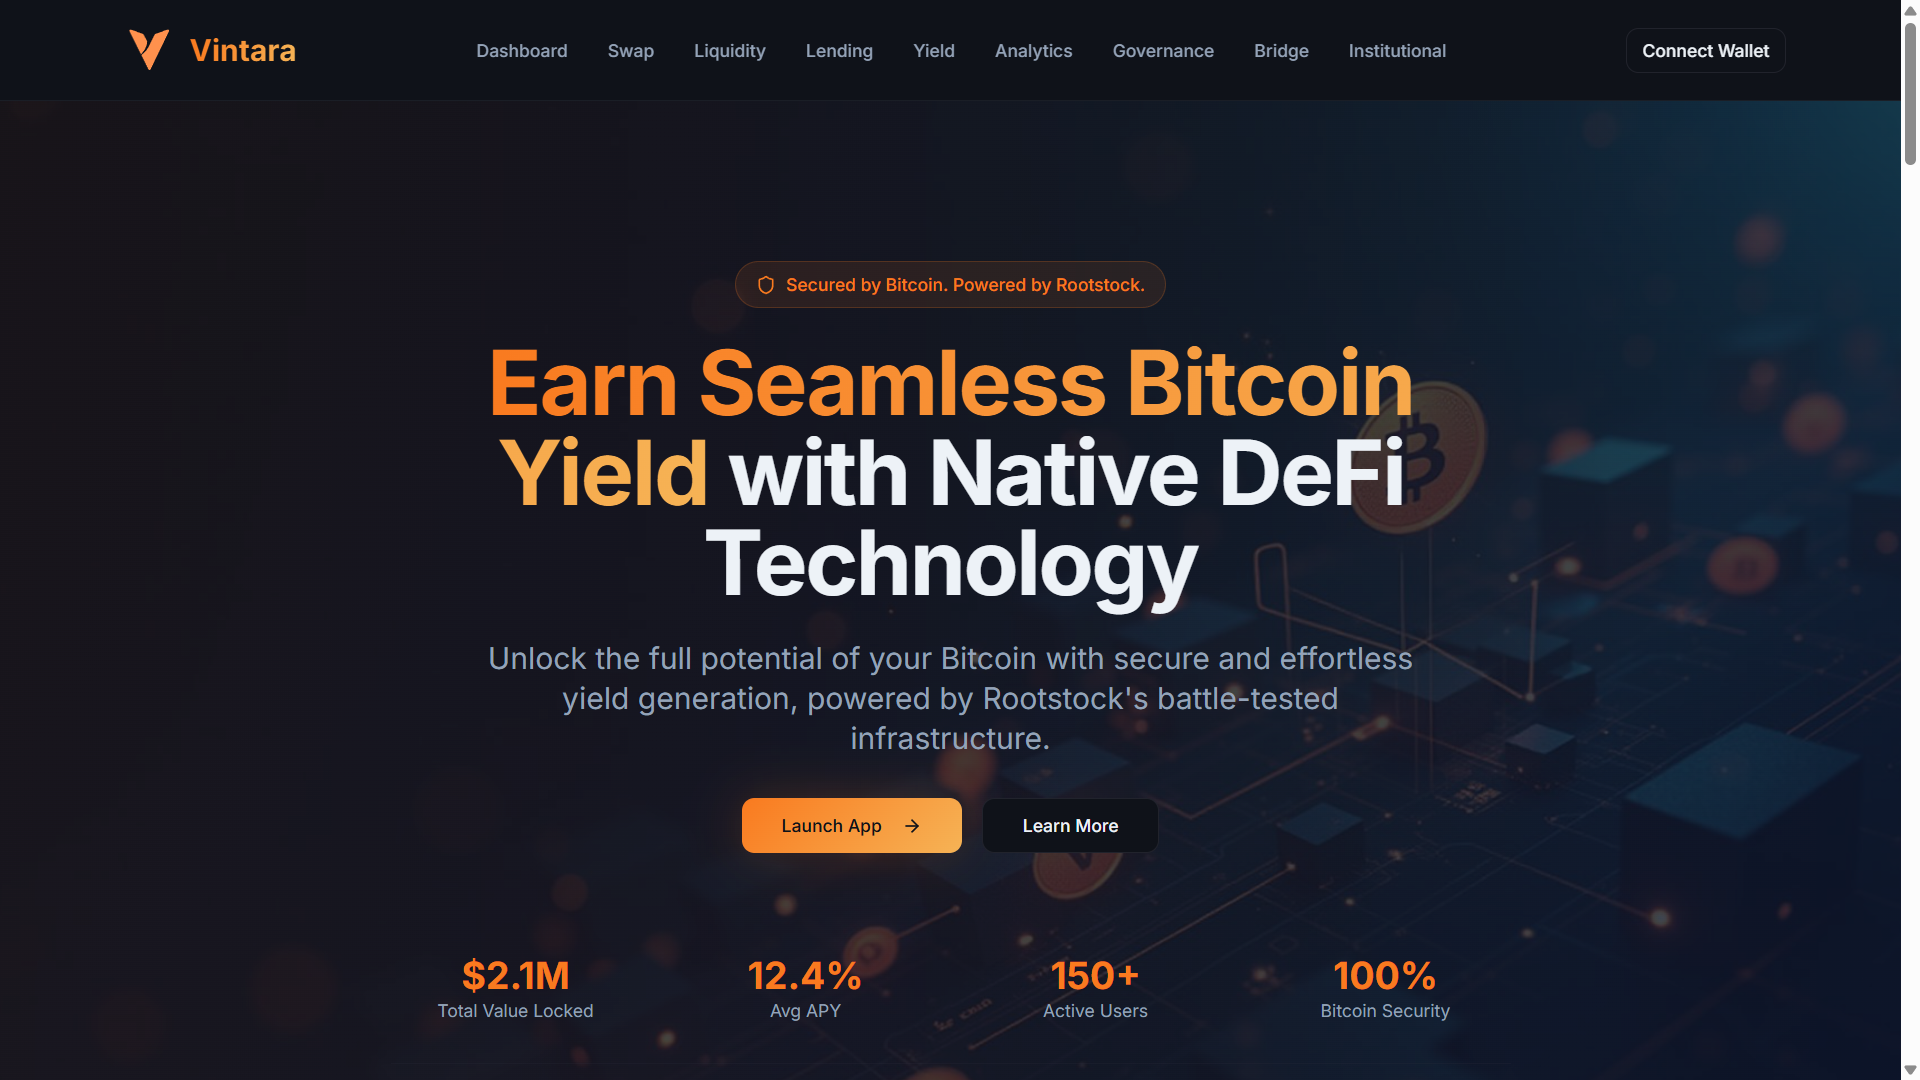 Vintara
Dashboard Swap Liquidity Lending Yield Analytics Governance Bridge Institutional
Connect Wallet
Secured by Bitcoin. Powered by Rootstock.
Earn Seamless Bitcoin
Yield with Native DeFi
Technology
Unlock the full potential of your Bitcoin with secure and effortless
yield generation, powered by Rootstock's battle-tested
infrastructure.
Launch App
Learn More
$2.1M 12.4% 150+ 100%
Total Value Locked Avg APY Active Users Bitcoin Security